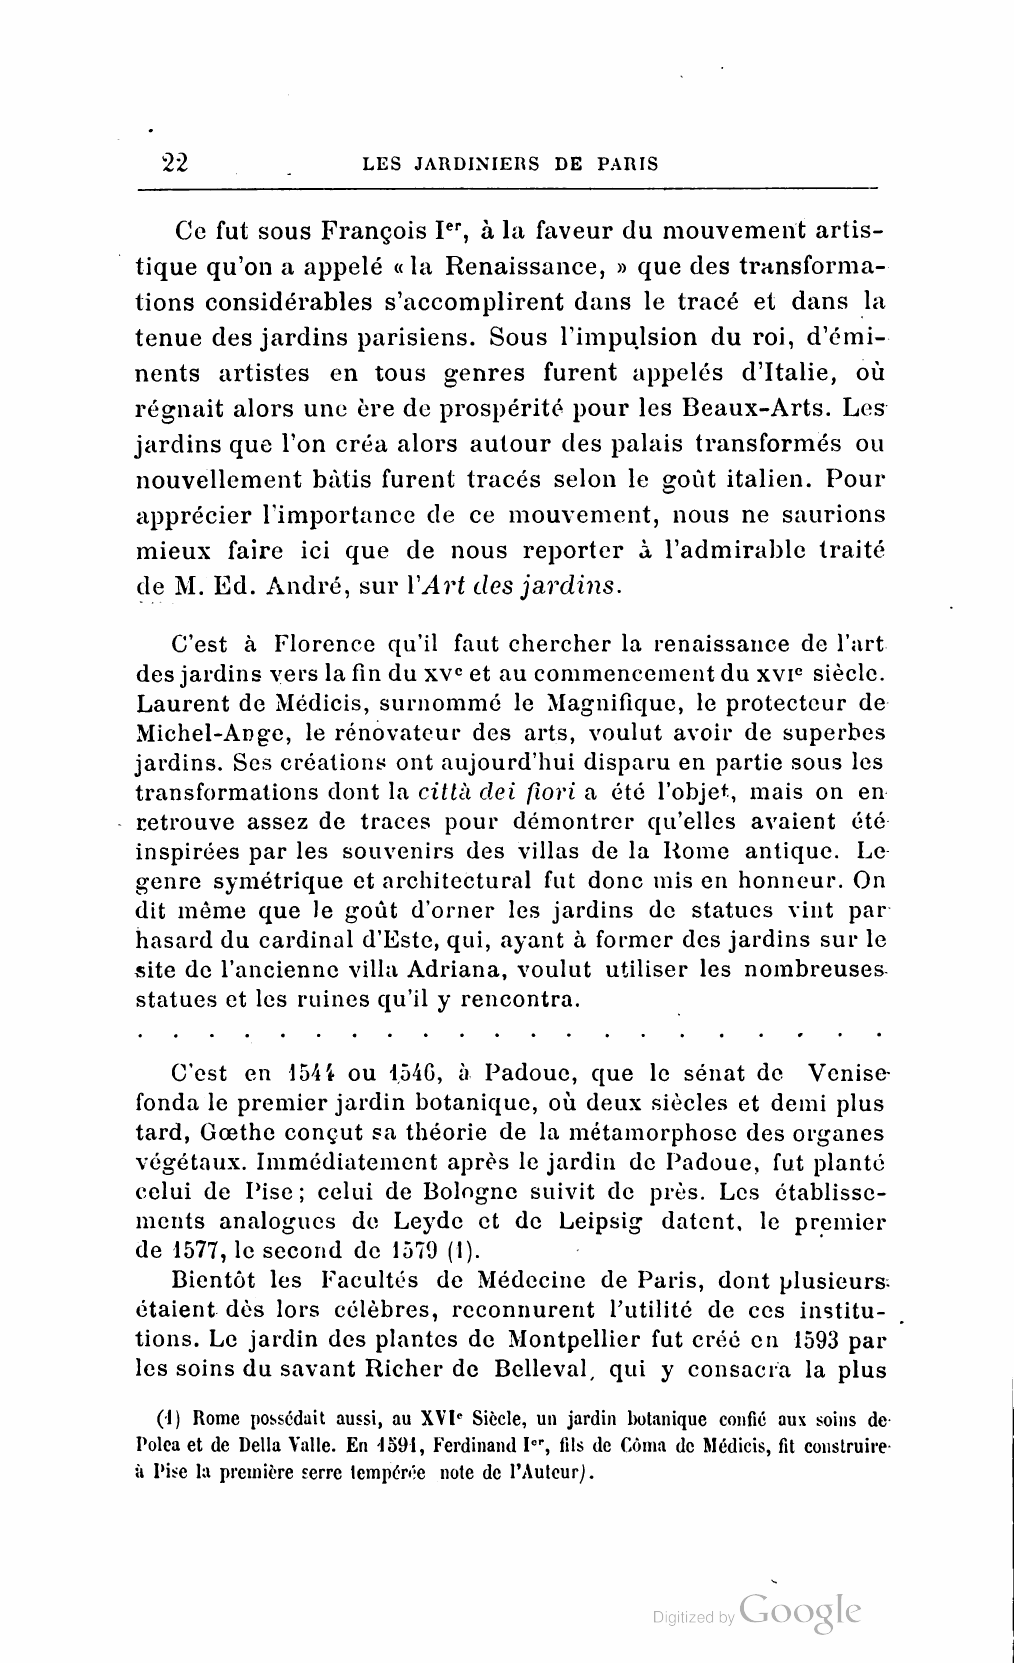 22 LES JARDINIERS DE PARIS
Ce fut sous François Ier, à la faveur du mouvement artis-
tique qu'on a appelé « la Renaissance, » que des transforma-
tions considérables s'accomplirent dans le tracé et dans la
tenue des jardins parisiens. Sous l'impulsion du roi, d'émi-
nents artistes en tous genres furent appelés d'Italie, où
régnait alors une ère de prospérité pour les Beaux-Arts. Les
jardins que l'on créa alors autour des palais transformés ou
nouvellement bâtis furent tracés selon le goût italien. Pour
apprécier l'importance de ce mouvement, nous ne saurions
mieux faire ici que de nous reporter à l'admirable traité
de M. Ed. André, sur l'Art des jardins.
C'est à Florence qu'il faut chercher la renaissance de l'art
des jardins vers la fin du XVe et au commencement du XVIe siècle.
Laurent de Médicis, surnommé le Magnifique, le protecteur de
Michel-Ange, le rénovateur des arts, voulut avoir de superbes
jardins. Ses créations ont aujourd'hui disparu en partie sous les
transformations dont la città dei fiori a été l'objet, mais on en
retrouve assez de traces pour démontrer qu'elles avaient été
inspirées par les souvenirs des villas de la Rome antique. Le
genre symétrique et architectural fut donc mis en honneur. On
dit même que le goût d'orner les jardins de statues vint par
hasard du cardinal d'Este, qui, ayant à former des jardins sur le
site de l'ancienne villa Adriana, voulut utiliser les nombreuses
statues et les ruines qu'il y rencontra.
. . . . . . . . . . . . . . . . . . . . . .
C'est en 1544 ou 1546, à Padoue, que le sénat de Venise
fonda le premier jardin botanique, où deux siècles et demi plus
tard, Gœthe conçut sa théorie de la métamorphose des organes
végétaux. Immédiatement après le jardin de Padoue, fut planté
celui de Pise ; celui de Bologne suivit de près. Les établisse-
ments analogues de Leyde et de Leipsig datent, le premier
de 1577, le second de 1579 (1).
Bientôt les Facultés de Médecine de Paris, dont plusieurs
étaient dès lors célèbres, reconnurent l'utilité de ces institu-
tions. Le jardin des plantes de Montpellier fut créé en 1593 par
les soins du savant Richer de Belleval, qui y consacra la plus
(1) Rome possédait aussi, au XVIe Siècle, un jardin botanique confié aux soins de
Polca et de Della Valle. En 1591, Ferdinand Ier, fils de Côma de Médicis, fit construire
à Pise la première serre tempérée note de l'Auteur).
Digitized by Google